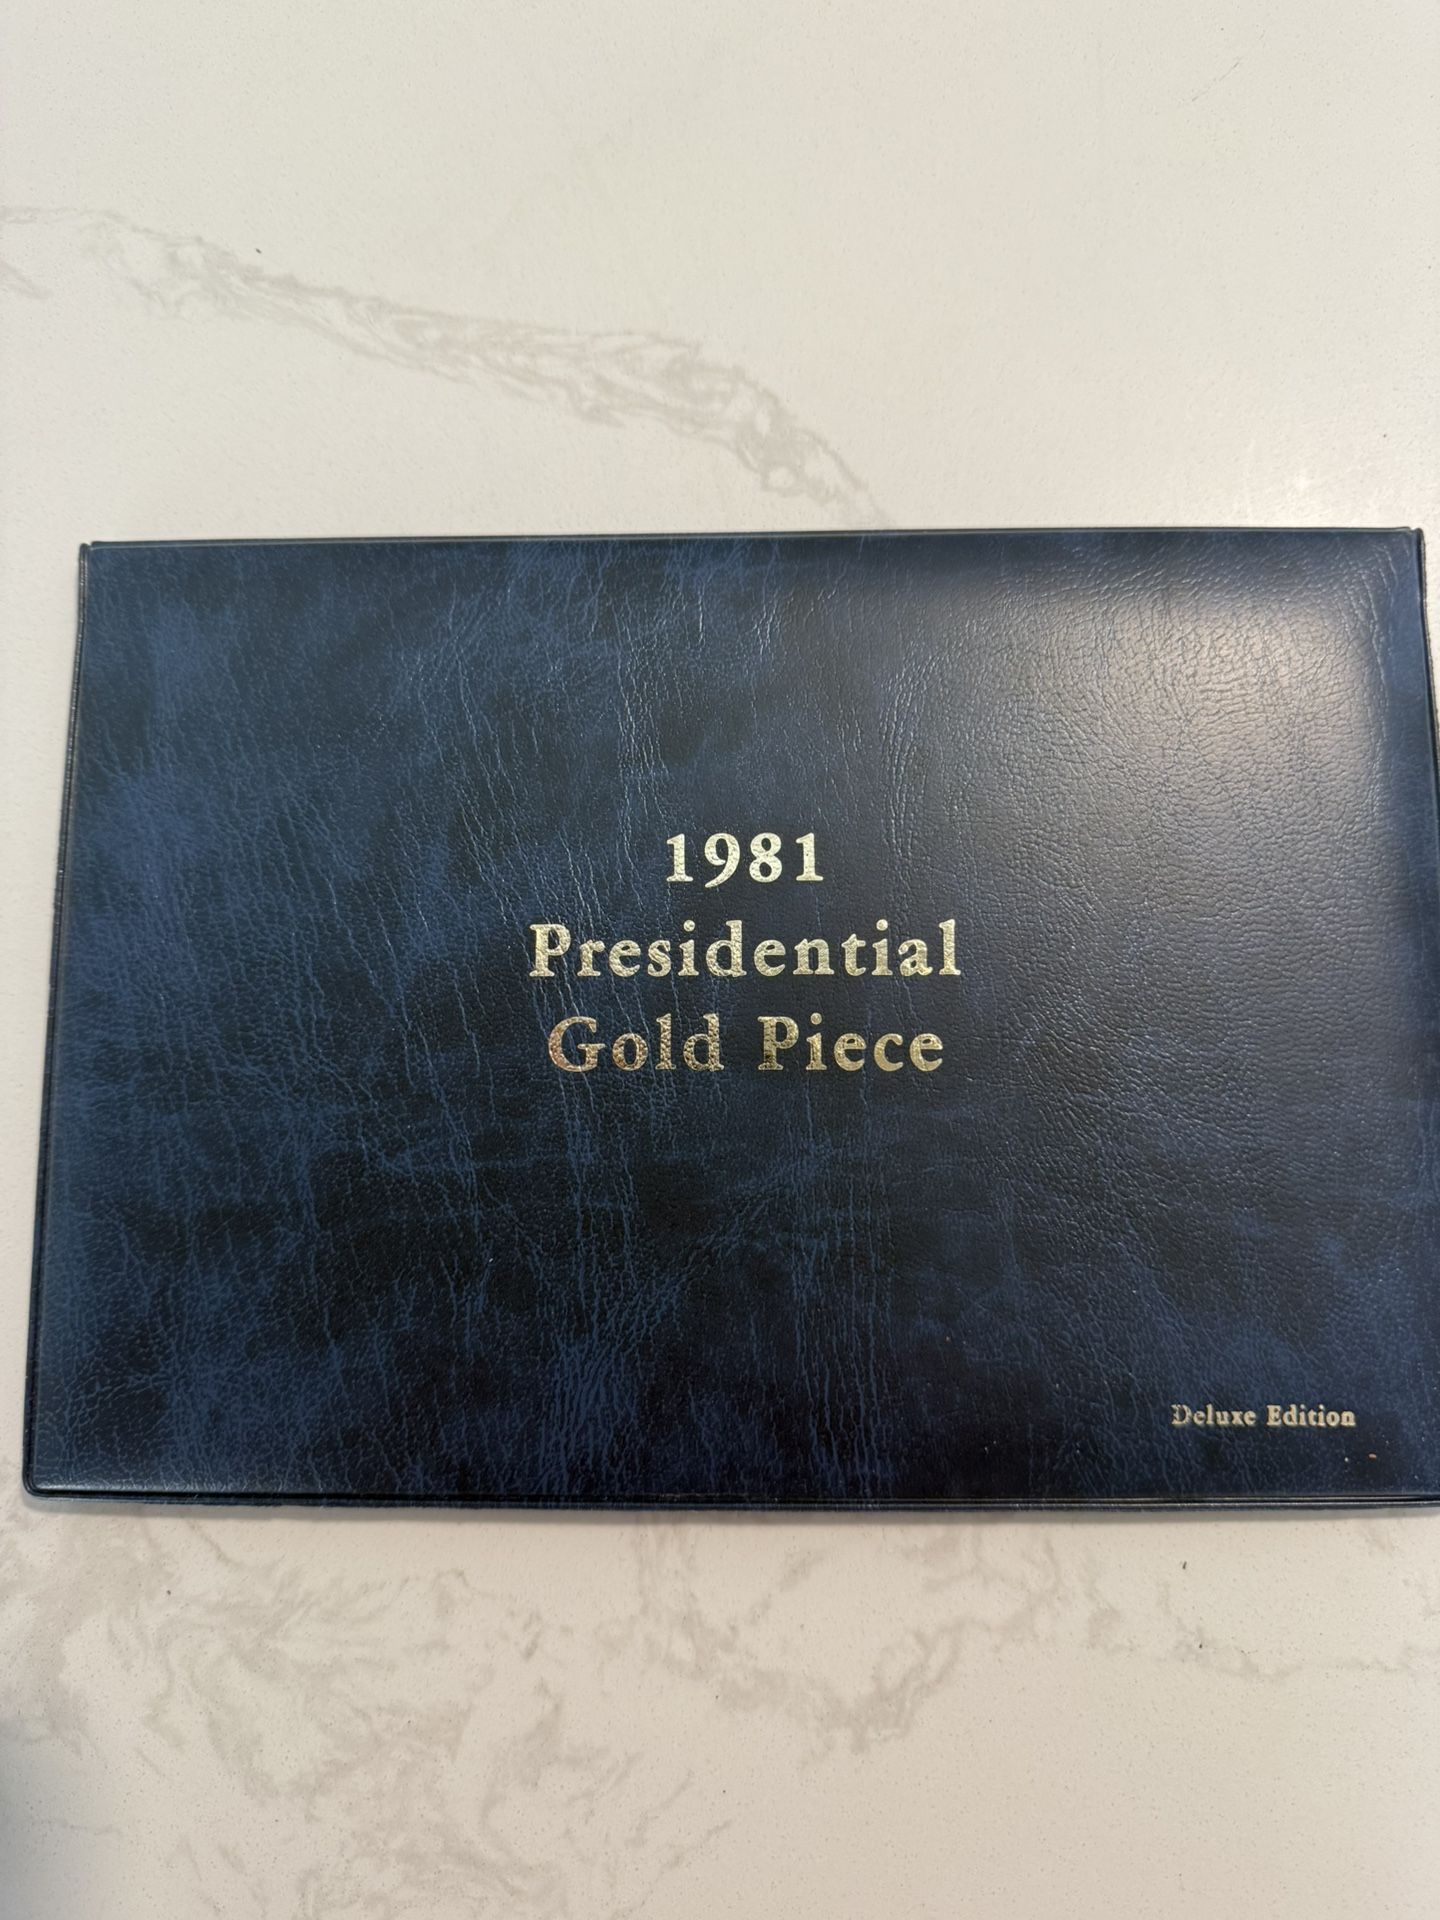 1981
Presidential
Gold Piece
Deluxe Edition